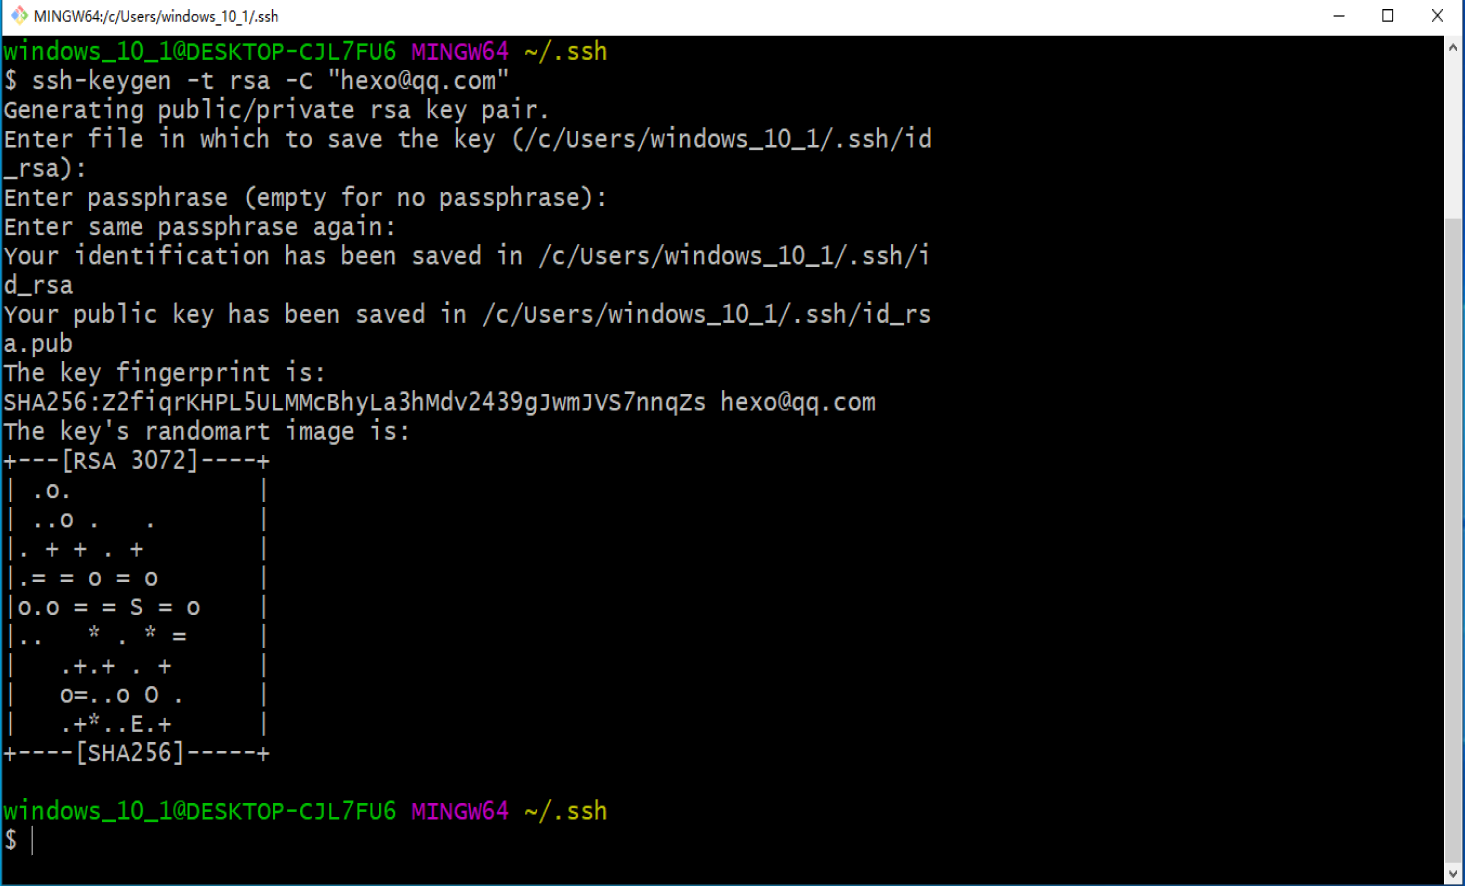 MINGW64:/c/Users/windows_10_1/.ssh
windows_10_1@DESKTOP-CJL7FU6 MINGW64 ~/.ssh
$ ssh-keygen -t rsa -C "hexo@qq.com"
Generating public/private rsa key pair.
Enter file in which to save the key (/c/Users/windows_10_1/.ssh/id
_rsa):
Enter passphrase (empty for no passphrase):
Enter same passphrase again:
Your identification has been saved in /c/Users/windows_10_1/.ssh/i
d_rsa
Your public key has been saved in /c/Users/windows_10_1/.ssh/id_rs
a.pub
The key fingerprint is:
SHA256:Z2fiqrKHPL5ULMMcBhyLa3hMdv2439gJwmJVS7nnqZs hexo@qq.com
The key's randomart image is:
+---[RSA 3072]----+
| .o.             |
| ..o .   .       |
|. + + . +        |
|.= = o = o       |
|o.o = = S = o    |
|..   * . * =     |
|   .+.+ . +      |
|   o=..o O .     |
|   .+*..E.+      |
+----[SHA256]-----+
windows_10_1@DESKTOP-CJL7FU6 MINGW64 ~/.ssh
$